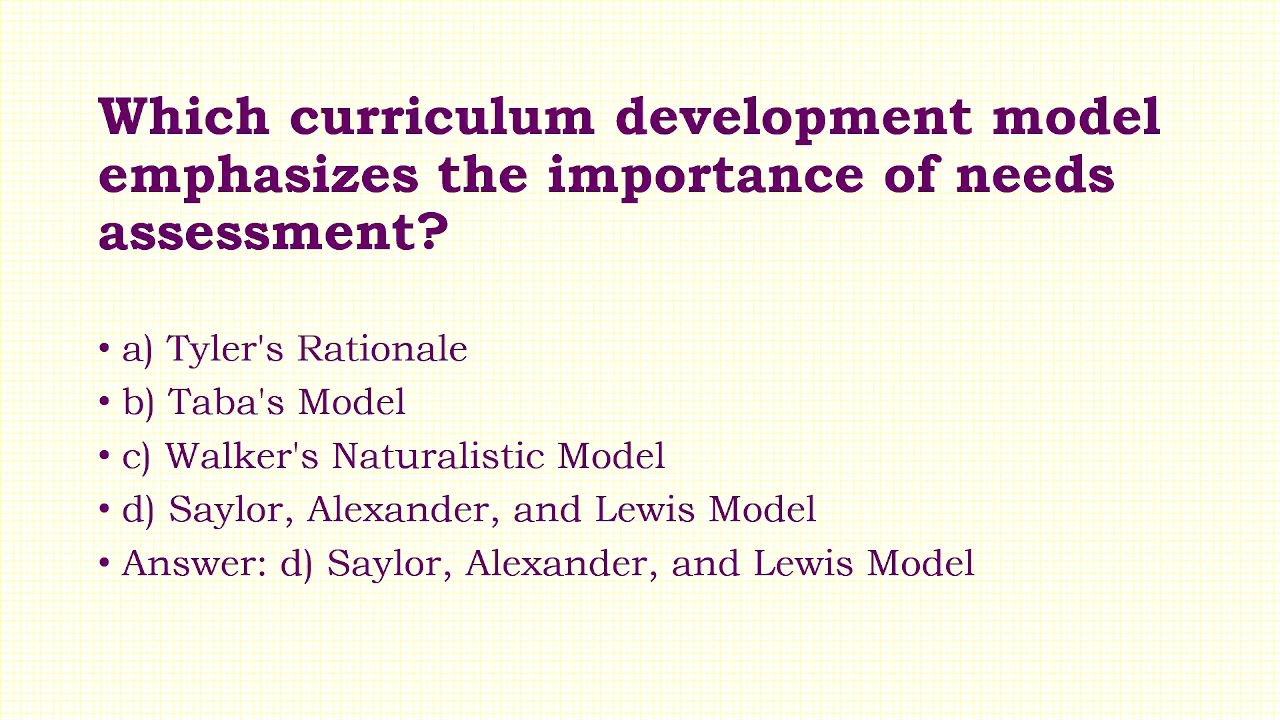 Which curriculum development model
emphasizes the importance of needs
assessment?
• a) Tyler's Rationale
• b) Taba's Model
• c) Walker's Naturalistic Model
• d) Saylor, Alexander, and Lewis Model
• Answer: d) Saylor, Alexander, and Lewis Model